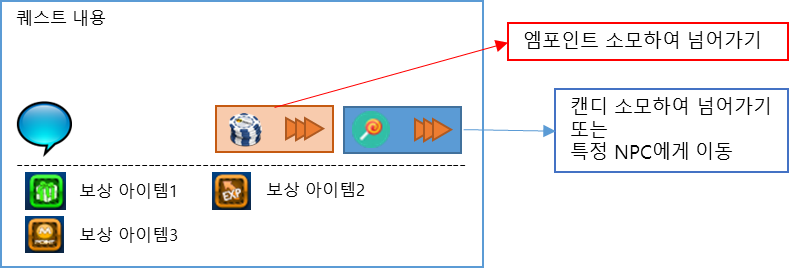 퀘스트 내용
엠포인트 소모하여 넘어가기
캔디 소모하여 넘어가기
또는
특정 NPC에게 이동
보상 아이템1
EXP
보상 아이템2
M
POINT
보상 아이템3